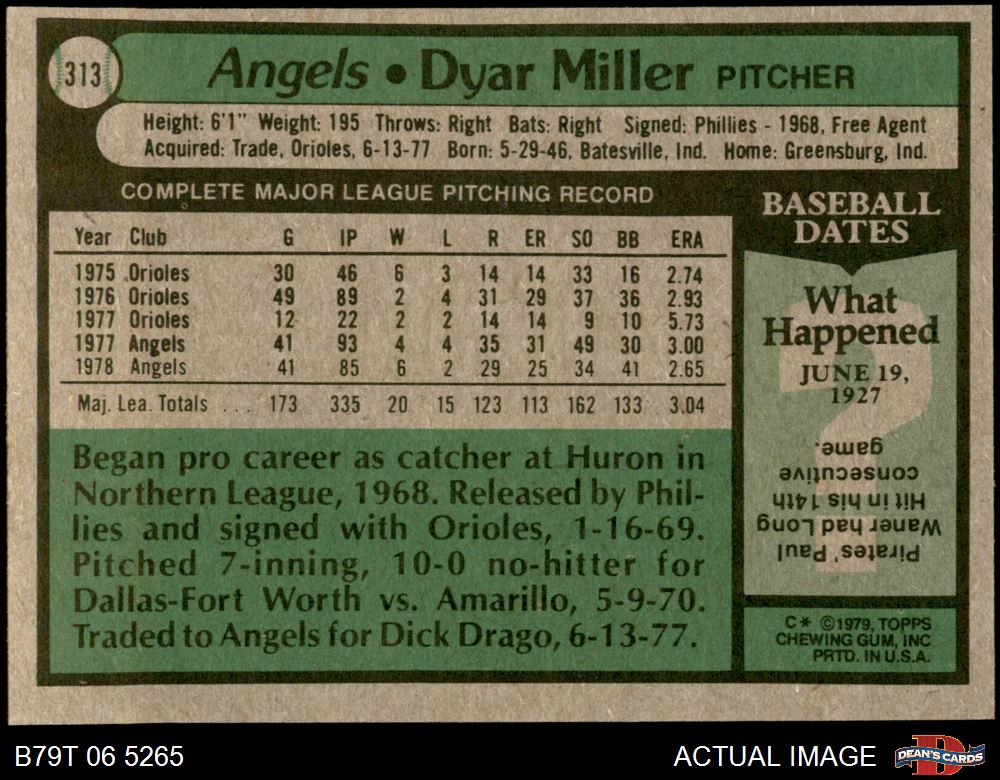 313
Angels • Dyar Miller PITCHER
Height: 6'1" Weight: 195 Throws: Right Bats: Right Signed: Phillies - 1968, Free Agent
Acquired: Trade, Orioles, 6-13-77 Born: 5-29-46, Batesville, Ind. Home: Greensburg, Ind.
COMPLETE MAJOR LEAGUE PITCHING RECORD
Year Club G IP W L R ER SO BB ERA
1975 Orioles 30 46 6 3 14 14 33 16 2.74
1976 Orioles 49 89 2 4 31 29 37 36 2.93
1977 Orioles 12 22 2 2 14 14 9 10 5.73
1977 Angels 41 93 4 4 35 31 49 30 3.00
1978 Angels 41 85 6 2 29 25 34 41 2.65
Maj. Lea. Totals ... 173 335 20 15 123 113 162 133 3.04
Began pro career as catcher at Huron in
Northern League, 1968. Released by Phil-
lies and signed with Orioles, 1-16-69.
Pitched 7-inning, 10-0 no-hitter for
Dallas-Fort Worth vs. Amarillo, 5-9-70.
Traded to Angels for Dick Drago, 6-13-77.
BASEBALL
DATES
What
Happened
JUNE 19,
1927
Pirates' Paul
Waner had Long
Hit in his 14th
consecutive
game.
C* ©1979, TOPPS
CHEWING GUM, INC
PRTD. IN U.S.A.
B79T 06 5265
ACTUAL IMAGE
D
DEAN'S CARDS